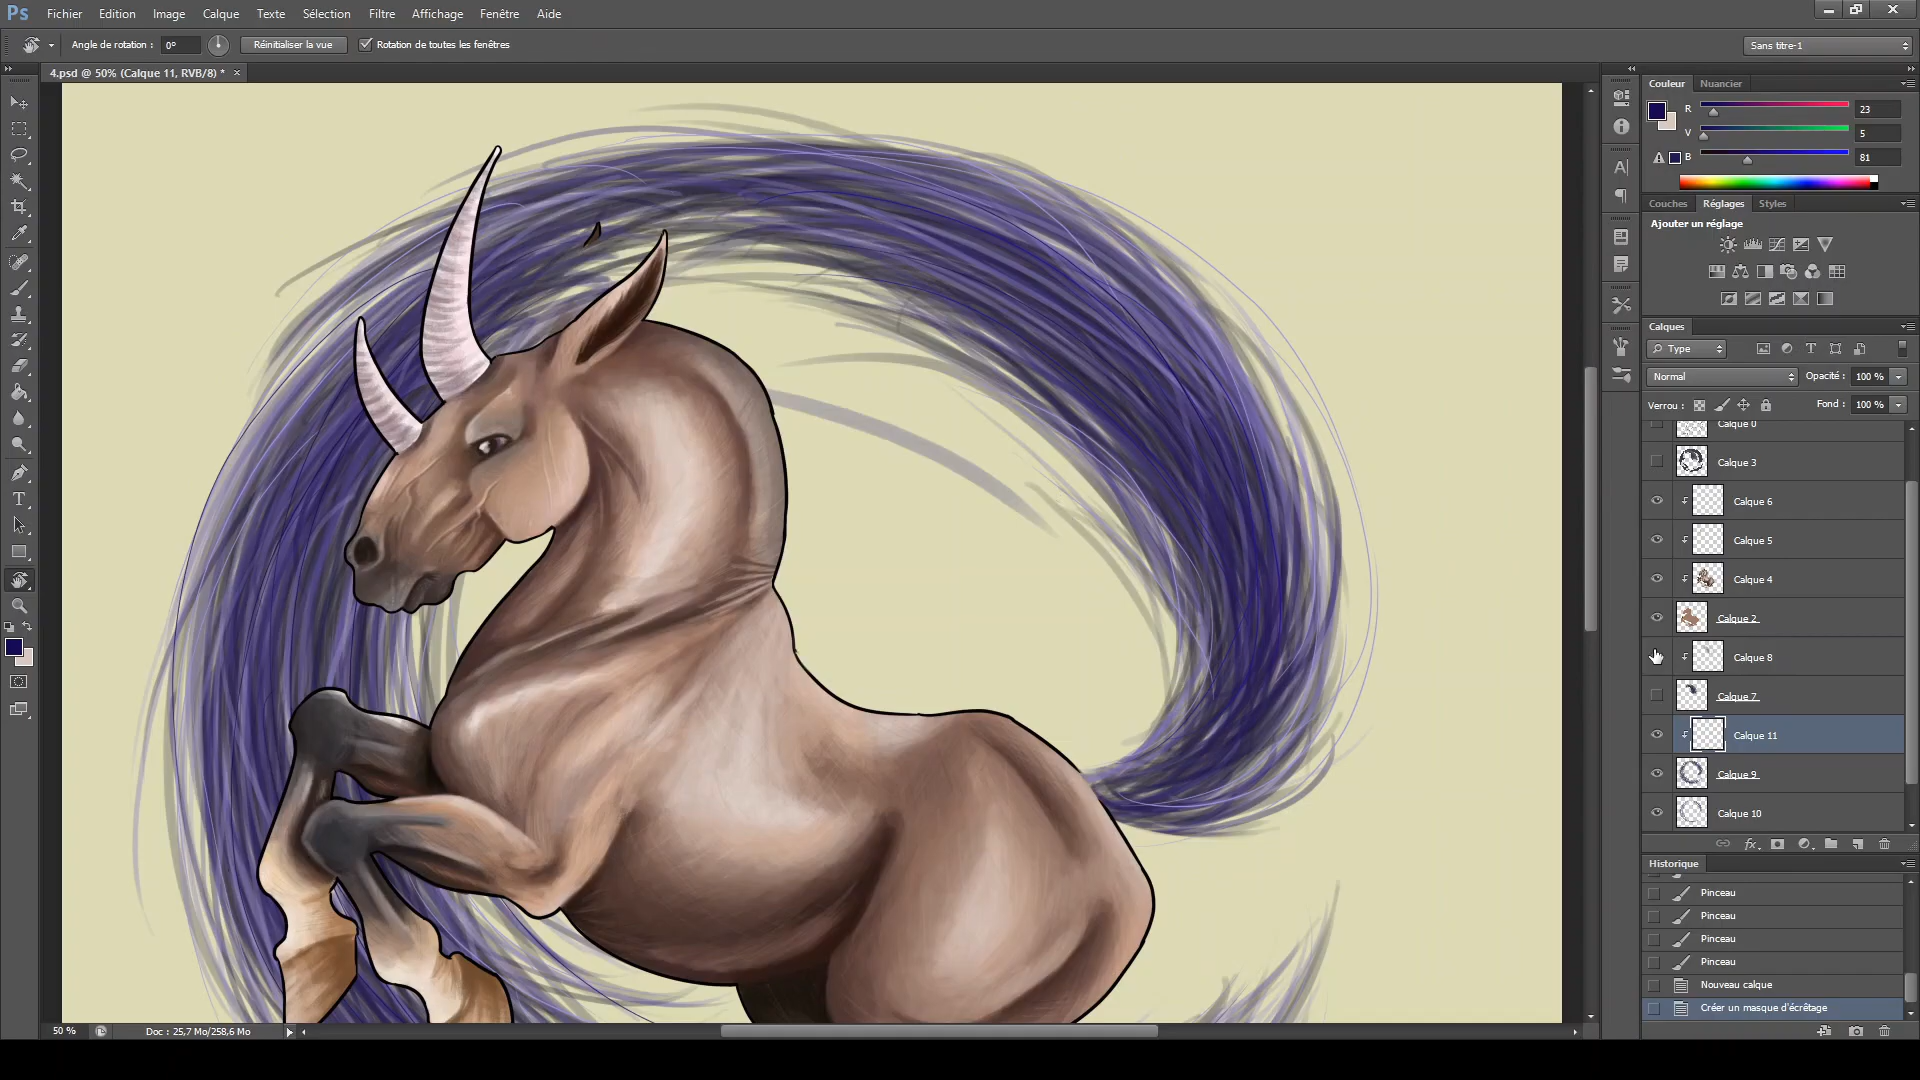 Ps Fichier Edition Image Calque Texte Sélection Filtre Affichage Fenêtre Aide
Angle de rotation : 0° Réinitialiser la vue Rotation de toutes les fenêtres Sans titre-1
4.psd @ 50% (Calque 11, RVB/8) * ×
Couleur Nuancier
R 23
V 5
B 81
Couches Réglages Styles
Ajouter un réglage
Calques
Type
Normal Opacité : 100 %
Verrou : Fond : 100 %
Calque 0
Calque 3
Calque 6
Calque 5
Calque 4
Calque 2
Calque 8
Calque 7
Calque 11
Calque 9
Calque 10
fx
Historique
Pinceau
Pinceau
Pinceau
Pinceau
Nouveau calque
Créer un masque d'écrêtage
50 % Doc : 25,7 Mo/258,6 Mo